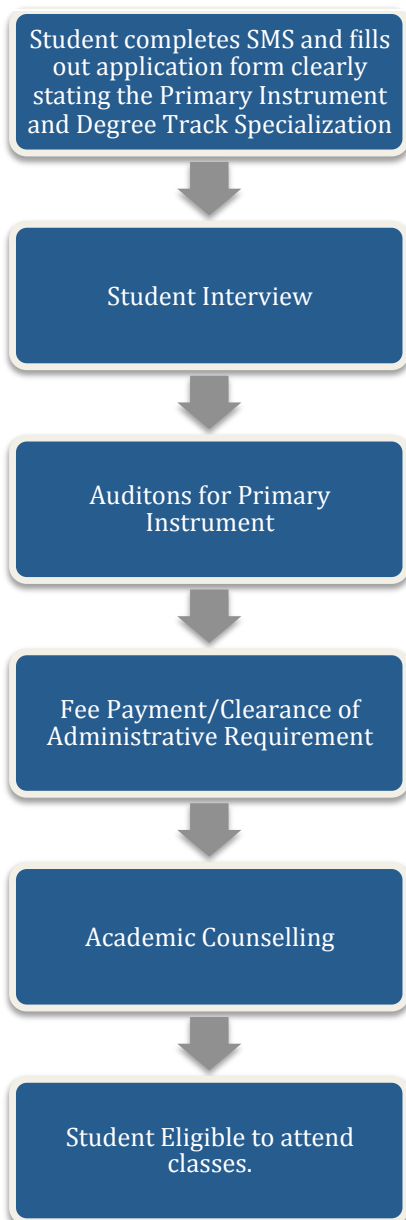 Student completes SMS and fills
out application form clearly
stating the Primary Instrument
and Degree Track Specialization
Student Interview
Auditons for Primary
Instrument
Fee Payment/Clearance of
Administrative Requirement
Academic Counselling
Student Eligible to attend
classes.